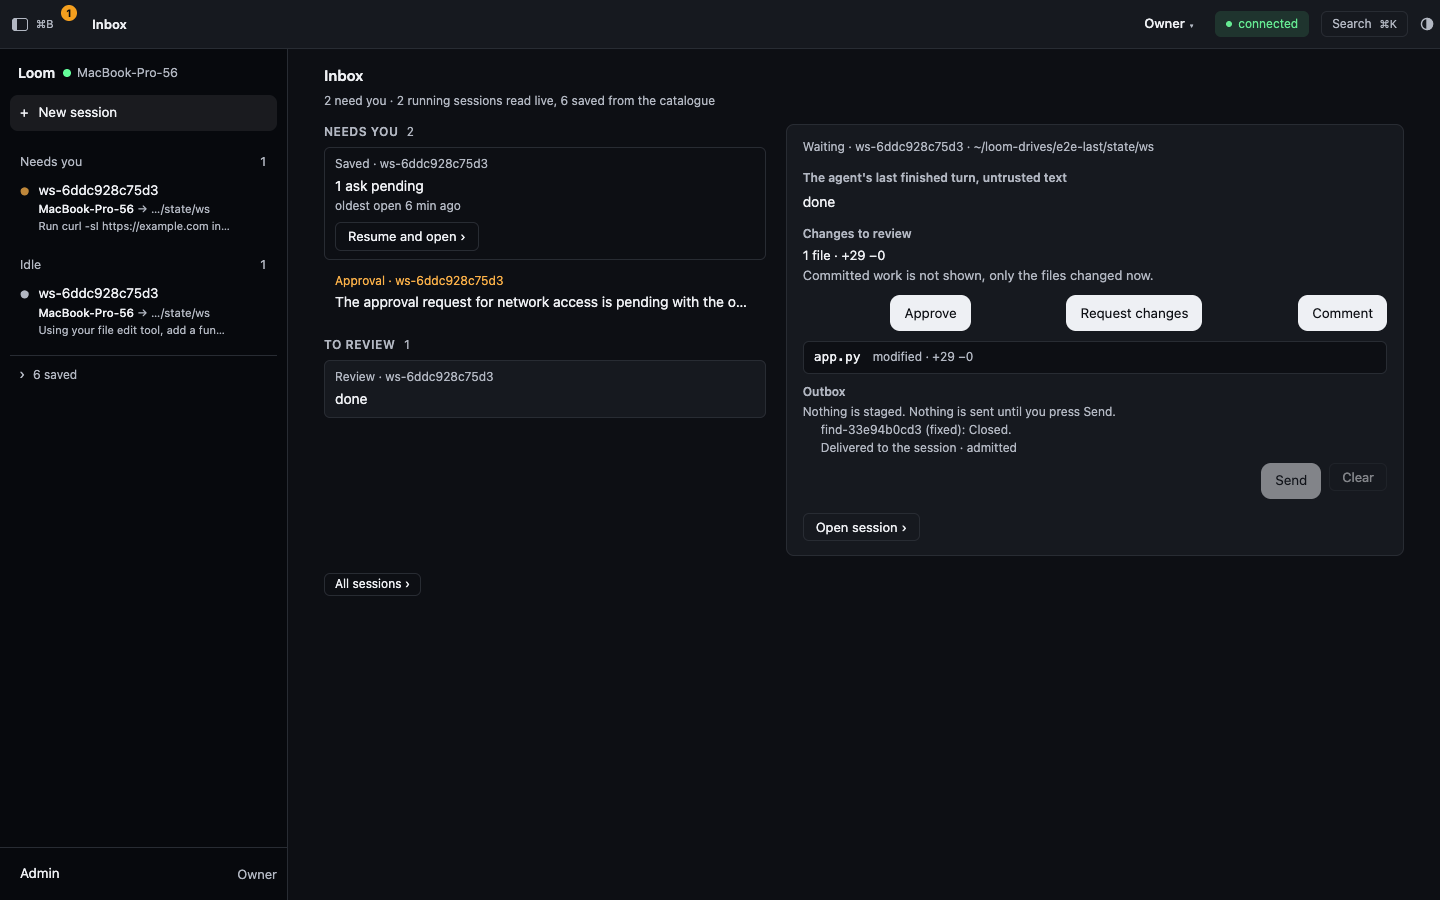 ⌘B
1
Inbox
Owner ▾
connected
Search ⌘K
Loom MacBook-Pro-56
+ New session
Needs you 1
ws-6ddc928c75d3
MacBook-Pro-56 → .../state/ws
Run curl -sI https://example.com in...
Idle 1
ws-6ddc928c75d3
MacBook-Pro-56 → .../state/ws
Using your file edit tool, add a fun...
› 6 saved
Admin Owner
Inbox
2 need you · 2 running sessions read live, 6 saved from the catalogue
NEEDS YOU 2
Saved · ws-6ddc928c75d3
1 ask pending
oldest open 6 min ago
Resume and open ›
Approval · ws-6ddc928c75d3
The approval request for network access is pending with the o...
TO REVIEW 1
Review · ws-6ddc928c75d3
done
All sessions ›
Waiting · ws-6ddc928c75d3 · ~/loom-drives/e2e-last/state/ws
The agent's last finished turn, untrusted text
done
Changes to review
1 file · +29 −0
Committed work is not shown, only the files changed now.
Approve
Request changes
Comment
app.py modified · +29 −0
Outbox
Nothing is staged. Nothing is sent until you press Send.
find-33e94b0cd3 (fixed): Closed.
Delivered to the session · admitted
Send
Clear
Open session ›